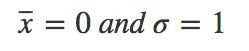 x̅ = 0 and σ = 1